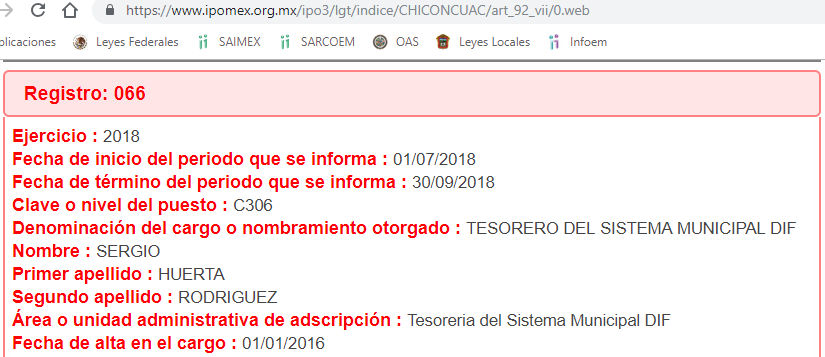 https://www.ipomex.org.mx/ipo3/lgt/indice/CHICONCUAC/art_92_vii/0.web
plicaciones Leyes Federales SAIMEX SARCOEM OAS Leyes Locales Infoem
Registro: 066
Ejercicio : 2018
Fecha de inicio del periodo que se informa : 01/07/2018
Fecha de término del periodo que se informa : 30/09/2018
Clave o nivel del puesto : C306
Denominación del cargo o nombramiento otorgado : TESORERO DEL SISTEMA MUNICIPAL DIF
Nombre : SERGIO
Primer apellido : HUERTA
Segundo apellido : RODRIGUEZ
Área o unidad administrativa de adscripción : Tesoreria del Sistema Municipal DIF
Fecha de alta en el cargo : 01/01/2016